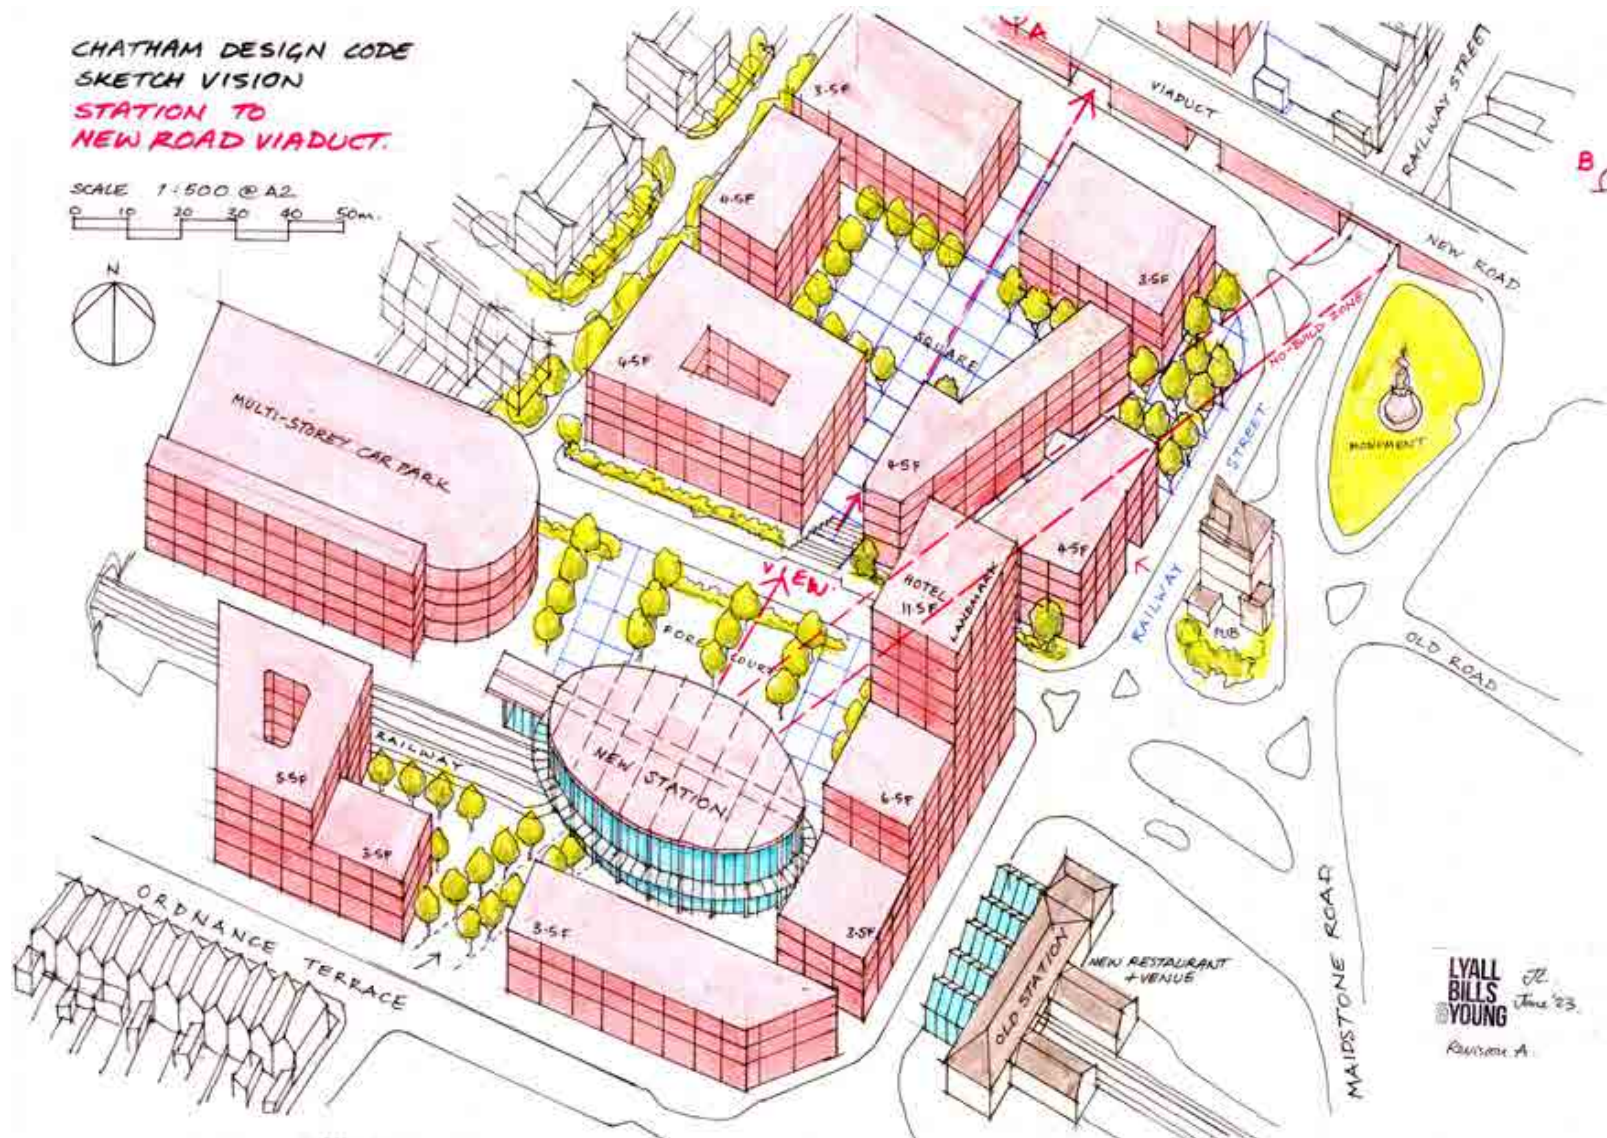 CHATHAM DESIGN CODE
SKETCH VISION
STATION TO
NEW ROAD VIADUCT.
SCALE 1:500 @ A2
0 10 20 30 40 50m.
N
A
VIADUCT
RAILWAY STREET
B
NEW ROAD
3-5F
4-5F
3-5F
SQUARE
NO-BUILD ZONE
4-5F
MULTI-STOREY CAR PARK
MONUMENT
4-5F
STREET
4-5F
HOTEL
11-5F
LANDMARK
VIEW.
RAILWAY
PUB
FORE
COURT
OLD ROAD
RAILWAY
NEW STATION
5-5F
6-5F
3-5F
3-5F
3-5F
ORDNANCE TERRACE
OLD STATION
NEW RESTAURANT
+ VENUE
MAIDSTONE ROAD
LYALL
BILLS
&YOUNG
JL.
June '23.
Revision A.